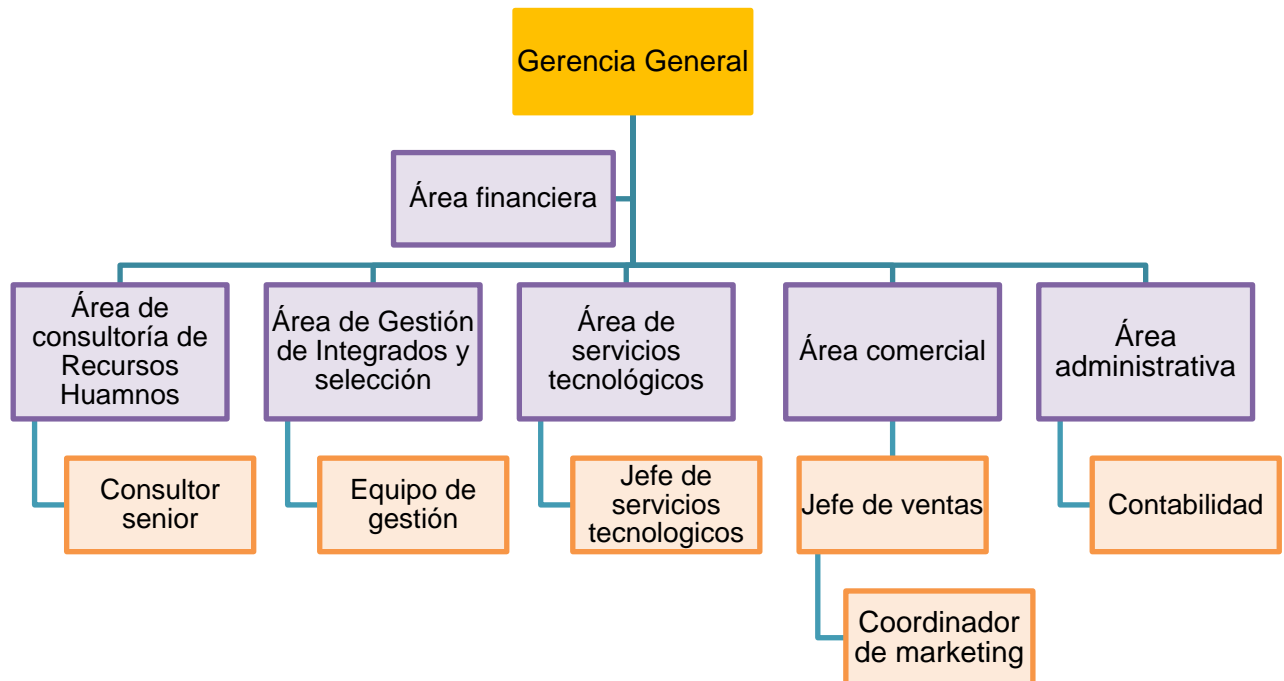 Gerencia General
Área financiera
Área de
consultoría de
Recursos
Huamnos
Área de Gestión
de Integrados y
selección
Área de
servicios
tecnológicos
Área comercial
Área
administrativa
Consultor
senior
Equipo de
gestión
Jefe de
servicios
tecnologicos
Jefe de ventas
Contabilidad
Coordinador
de marketing